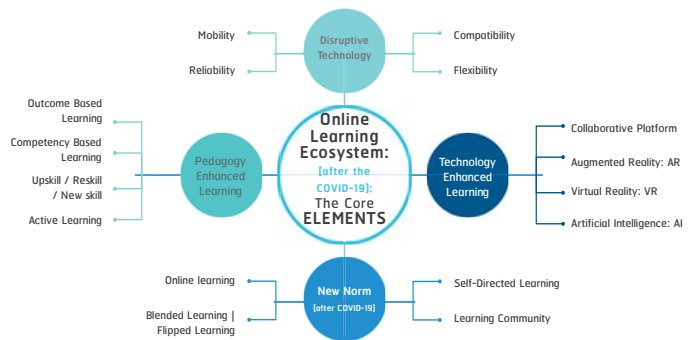 Mobility
Reliability
Disruptive
Technology
Compatibility
Flexibility
Outcome Based
Learning
Competency Based
Learning
Upskill / Reskill
/ New skill
Active Learning
Pedagogy
Enhanced
Learning
Online
Learning
Ecosystem:
[after the
COVID-19]:
The Core
ELEMENTS
Technology
Enhanced
Learning
Collaborative Platform
Augmented Reality: AR
Virtual Reality: VR
Artificial Intelligence: AI
Online learning
Blended Learning |
Flipped Learning
New Norm
[after COVID-19]
Self-Directed Learning
Learning Community